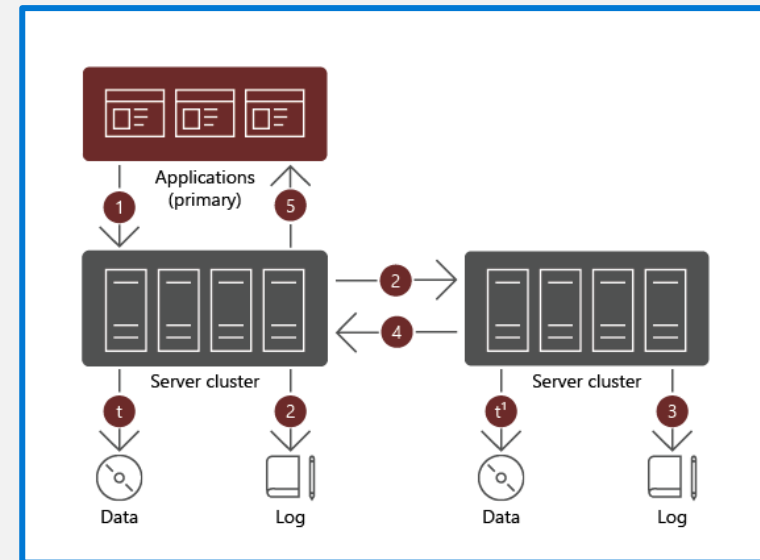 Applications
(primary)
1
5
2
4
Server cluster
Server cluster
t
2
t¹
3
Data
Log
Data
Log